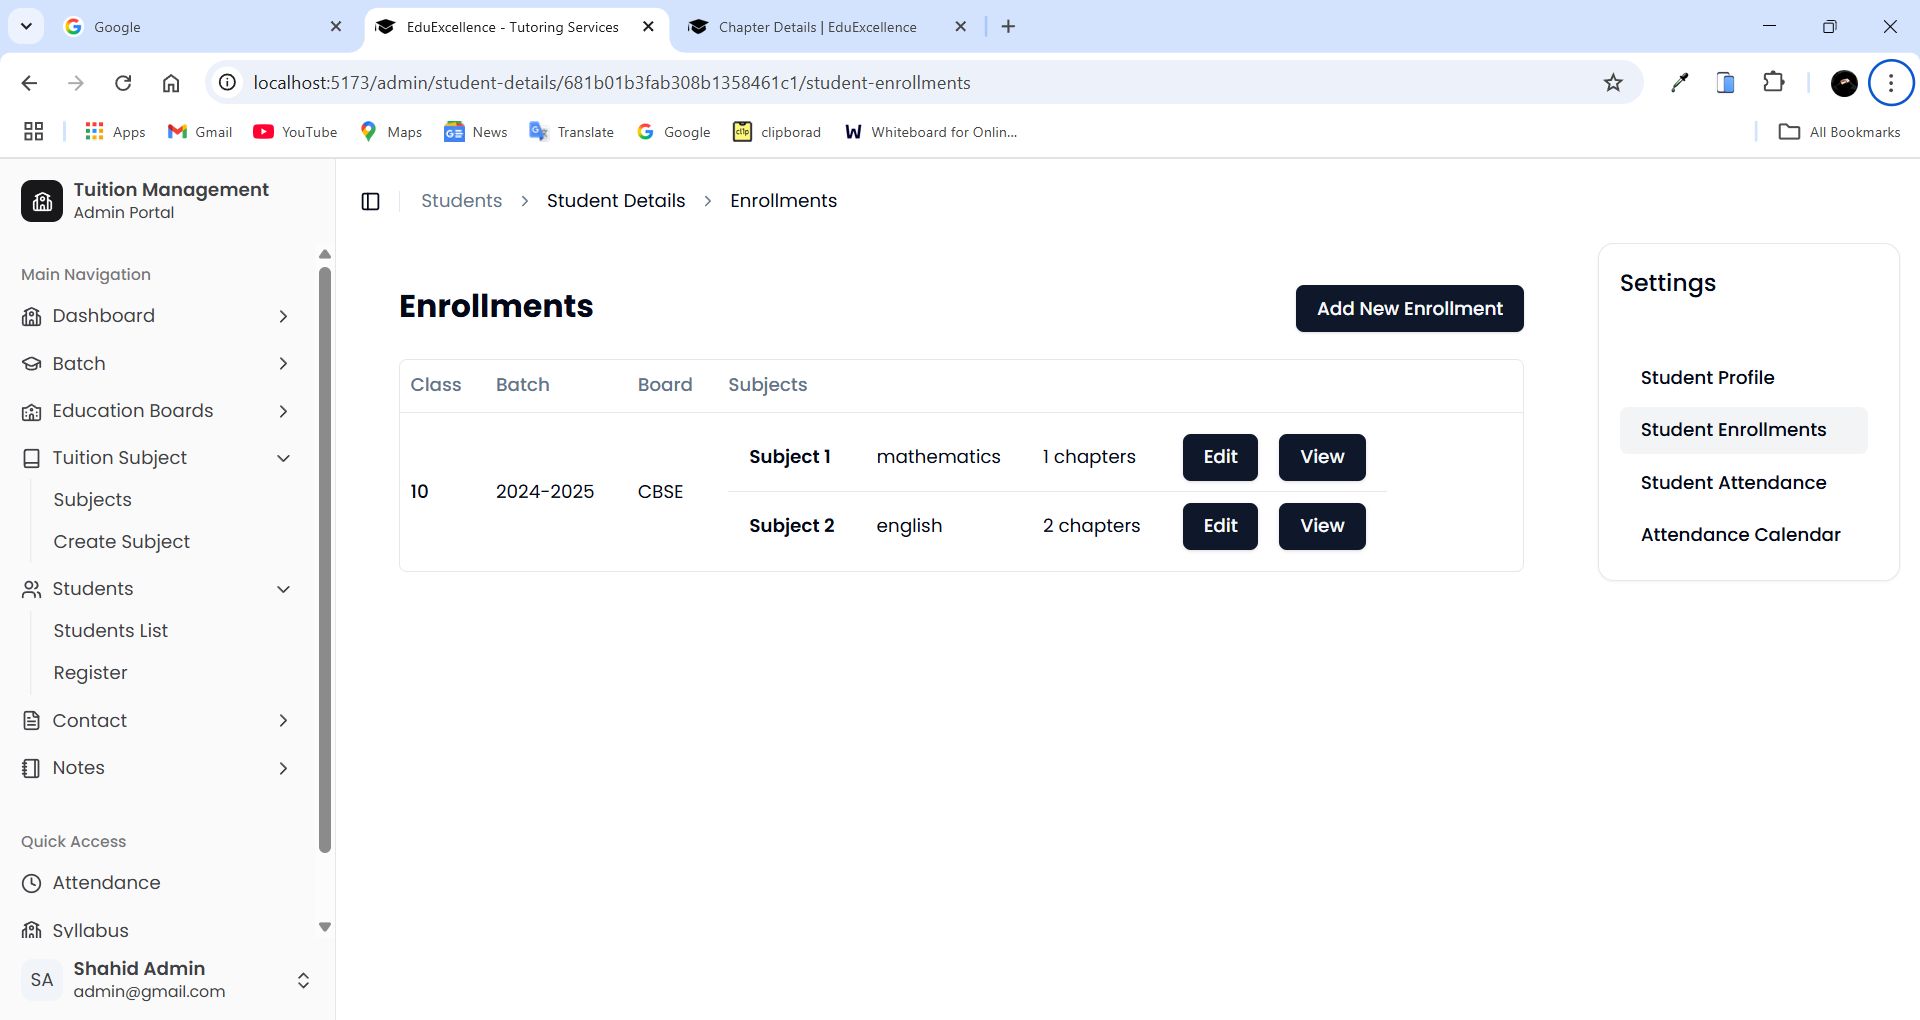 Google
EduExcellence - Tutoring Services
Chapter Details | EduExcellence
localhost:5173/admin/student-details/681b01b3fab308b1358461c1/student-enrollments
Apps
Gmail
YouTube
Maps
News
Translate
Google
clipborad
Whiteboard for Onlin...
All Bookmarks
Tuition Management
Admin Portal
Main Navigation
Dashboard
Batch
Education Boards
Tuition Subject
Subjects
Create Subject
Students
Students List
Register
Contact
Notes
Quick Access
Attendance
Syllabus
SA
Shahid Admin
admin@gmail.com
Students > Student Details > Enrollments
Enrollments
Add New Enrollment
Class Batch Board Subjects
10 2024-2025 CBSE
Subject 1 mathematics 1 chapters Edit View
Subject 2 english 2 chapters Edit View
Settings
Student Profile
Student Enrollments
Student Attendance
Attendance Calendar